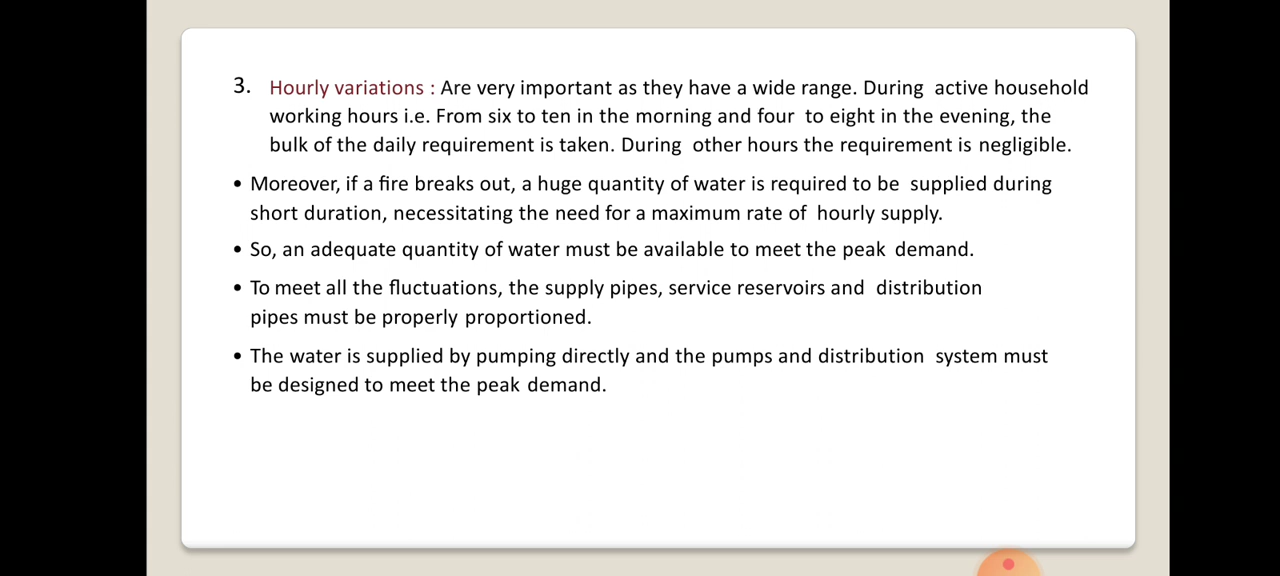 3. Hourly variations : Are very important as they have a wide range. During active household
working hours i.e. From six to ten in the morning and four to eight in the evening, the
bulk of the daily requirement is taken. During other hours the requirement is negligible.
• Moreover, if a fire breaks out, a huge quantity of water is required to be supplied during
short duration, necessitating the need for a maximum rate of hourly supply.
• So, an adequate quantity of water must be available to meet the peak demand.
• To meet all the fluctuations, the supply pipes, service reservoirs and distribution
pipes must be properly proportioned.
• The water is supplied by pumping directly and the pumps and distribution system must
be designed to meet the peak demand.